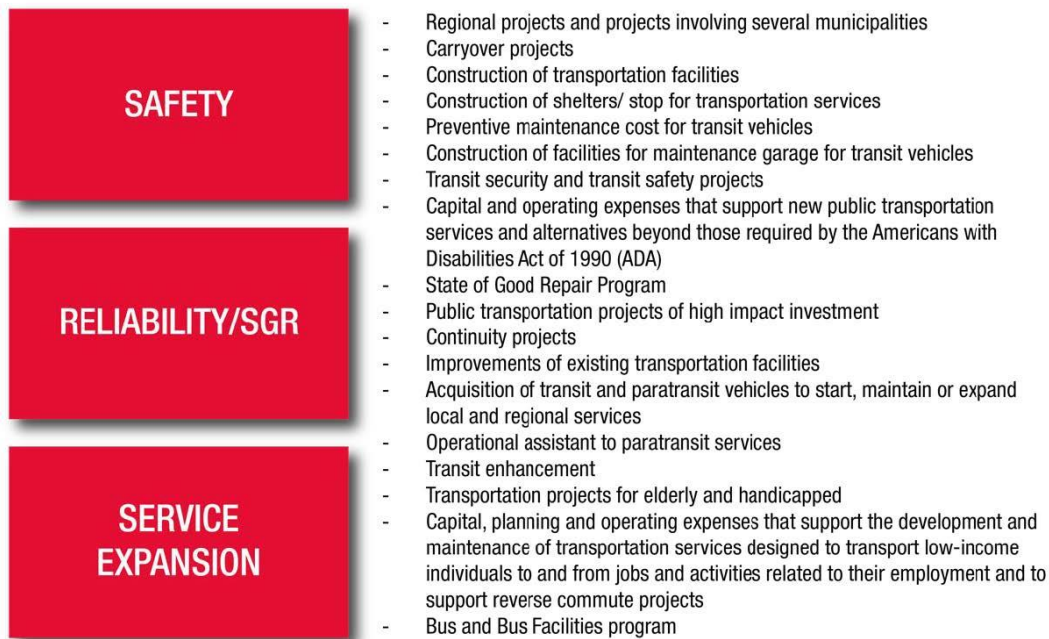 SAFETY
RELIABILITY/SGR
SERVICE
EXPANSION
- Regional projects and projects involving several municipalities
- Carryover projects
- Construction of transportation facilities
- Construction of shelters/ stop for transportation services
- Preventive maintenance cost for transit vehicles
- Construction of facilities for maintenance garage for transit vehicles
- Transit security and transit safety projects
- Capital and operating expenses that support new public transportation
services and alternatives beyond those required by the Americans with
Disabilities Act of 1990 (ADA)
- State of Good Repair Program
- Public transportation projects of high impact investment
- Continuity projects
- Improvements of existing transportation facilities
- Acquisition of transit and paratransit vehicles to start, maintain or expand
local and regional services
- Operational assistant to paratransit services
- Transit enhancement
- Transportation projects for elderly and handicapped
- Capital, planning and operating expenses that support the development and
maintenance of transportation services designed to transport low-income
individuals to and from jobs and activities related to their employment and to
support reverse commute projects
- Bus and Bus Facilities program